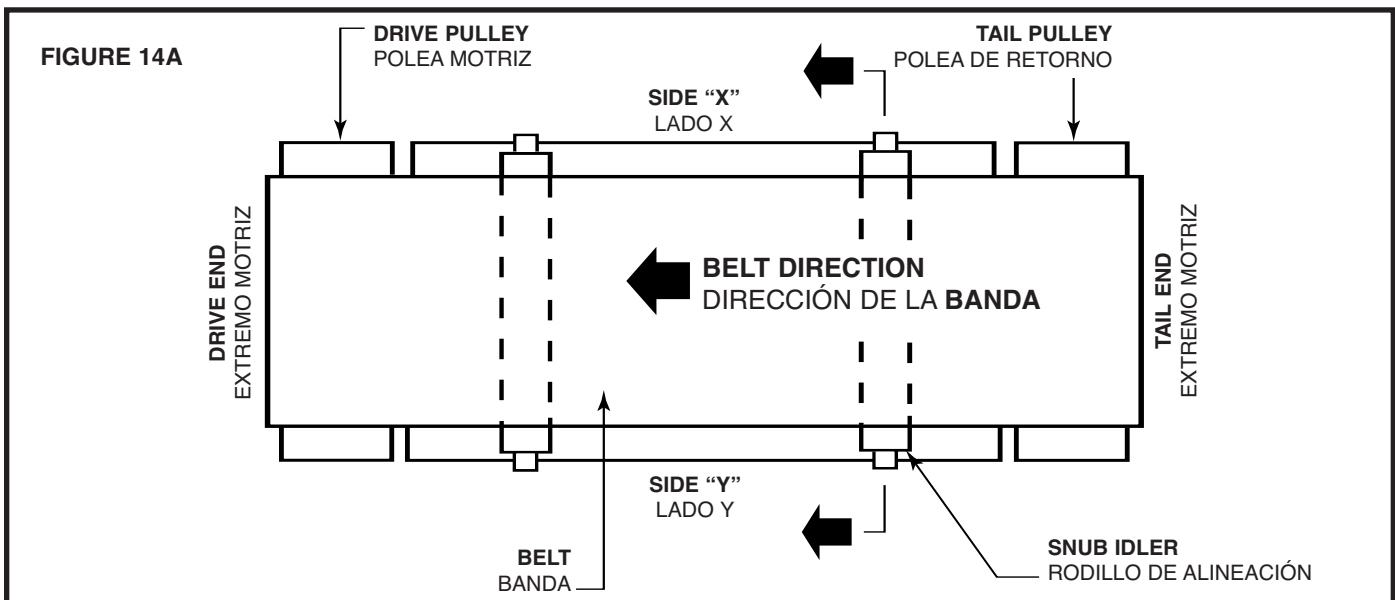 FIGURE 14A
DRIVE PULLEY
POLEA MOTRIZ
TAIL PULLEY
POLEA DE RETORNO
SIDE “X”
LADO X
DRIVE END
EXTREMO MOTRIZ
BELT DIRECTION
DIRECCIÓN DE LA BANDA
TAIL END
EXTREMO MOTRIZ
SIDE “Y”
LADO Y
BELT
BANDA
SNUB IDLER
RODILLO DE ALINEACIÓN